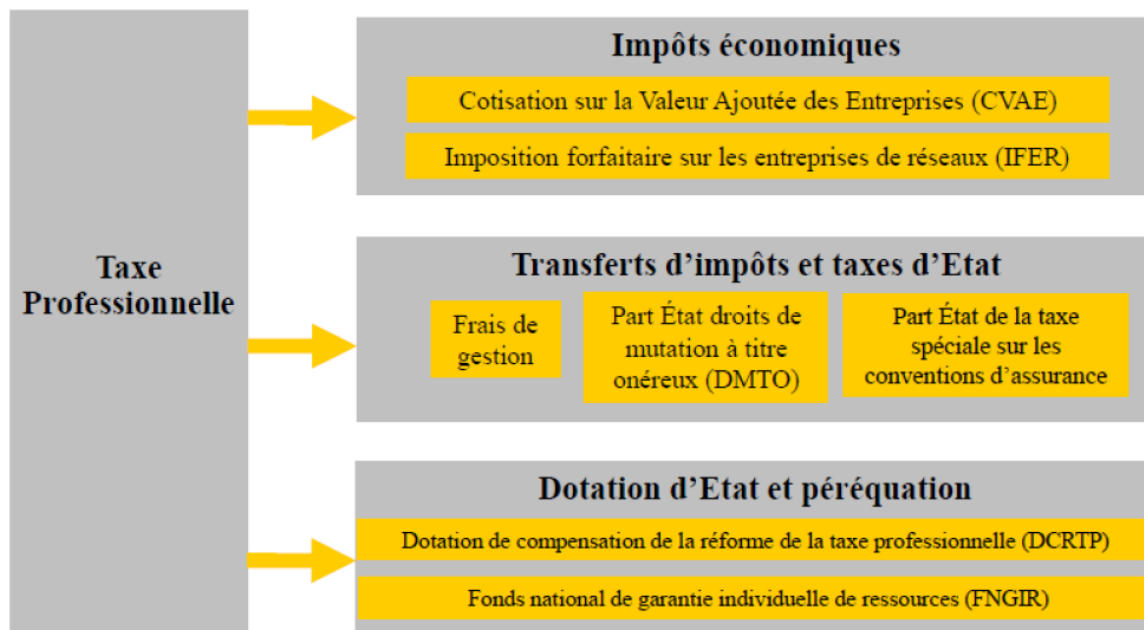 Taxe
Professionnelle
Impôts économiques
Cotisation sur la Valeur Ajoutée des Entreprises (CVAE)
Imposition forfaitaire sur les entreprises de réseaux (IFER)
Transferts d’impôts et taxes d’Etat
Frais de
gestion
Part État droits de
mutation à titre
onéreux (DMTO)
Part État de la taxe
spéciale sur les
conventions d’assurance
Dotation d’Etat et péréquation
Dotation de compensation de la réforme de la taxe professionnelle (DCRTP)
Fonds national de garantie individuelle de ressources (FNGIR)